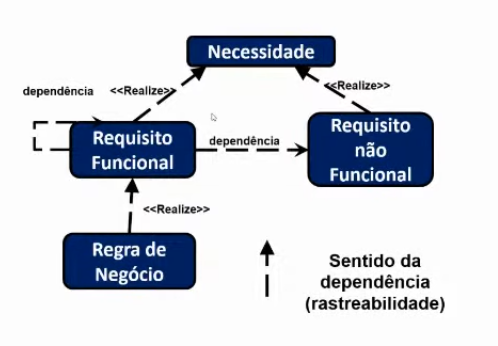 Necessidade
dependência
<<Realize>>
<<Realize>>
Requisito
Funcional
dependência
Requisito
não
Funcional
<<Realize>>
Regra de
Negócio
Sentido da
dependência
(rastreabilidade)